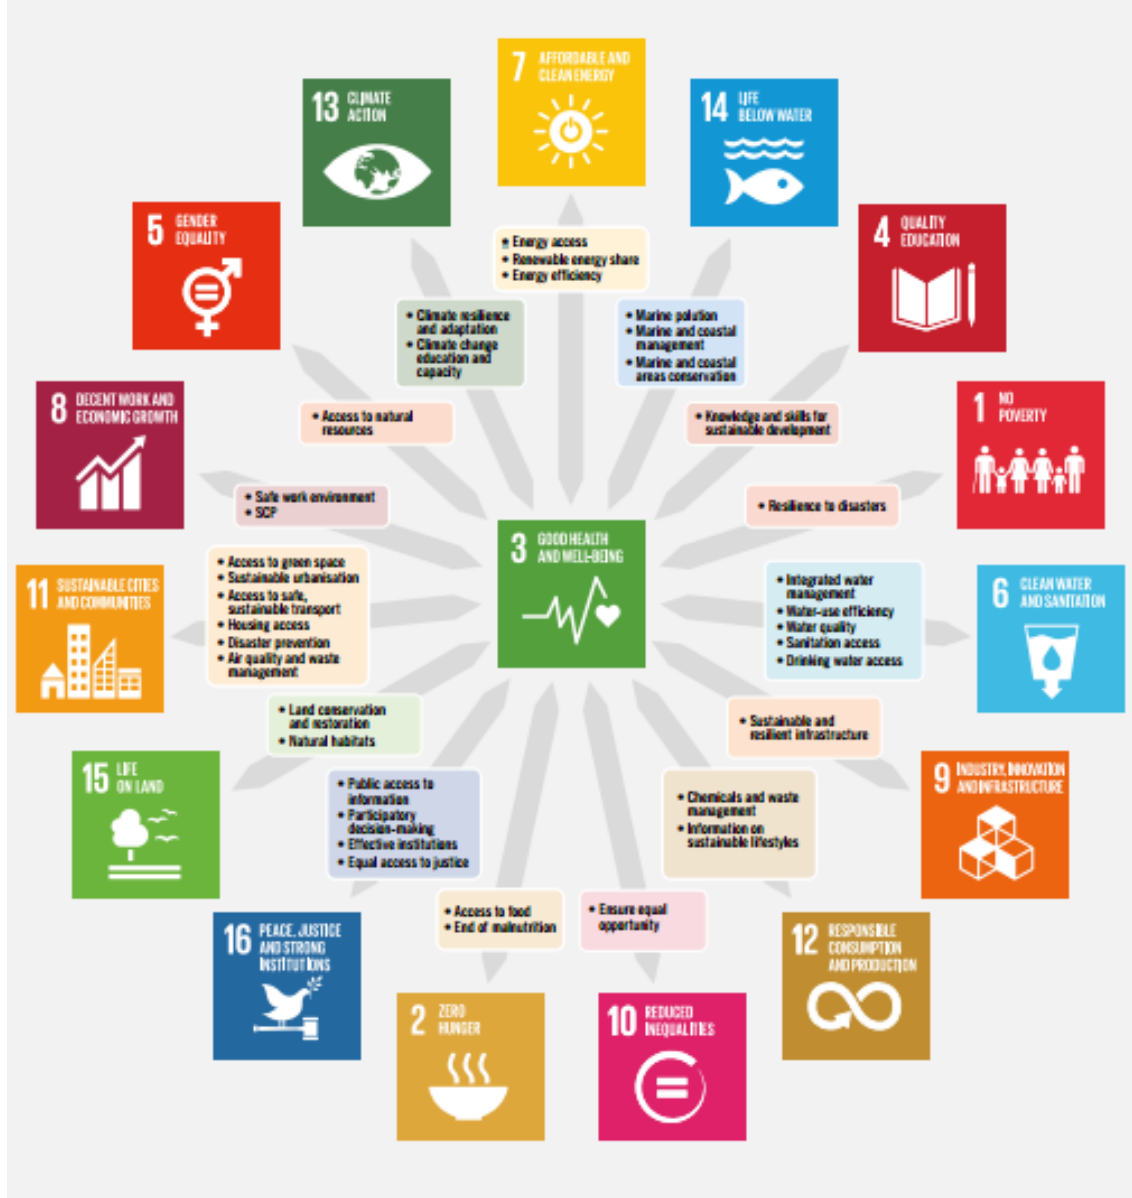 7 AFFORDABLE AND
CLEAN ENERGY
13 CLIMATE
ACTION
14 LIFE
BELOW WATER
5 GENDER
EQUALITY
4 QUALITY
EDUCATION
• Energy access
• Renewable energy share
• Energy efficiency
• Climate resilience
and adaptation
• Climate change
education and
capacity
• Marine polution
• Marine and coastal
management
• Marine and coastal
areas conservation
8 DECENT WORK AND
ECONOMIC GROWTH
1 NO
POVERTY
• Access to natural
resources
• Knowledge and skills for
sustainable development
• Safe work environment
• SCP
• Resilience to disasters
3 GOOD HEALTH
AND WELL-BEING
11 SUSTAINABLE CITIES
AND COMMUNITIES
• Access to green space
• Sustainable urbanisation
• Access to safe,
sustainable transport
• Housing access
• Disaster prevention
• Air quality and waste
management
• Integrated water
management
• Water-use efficiency
• Water quality
• Sanitation access
• Drinking water access
6 CLEAN WATER
AND SANITATION
• Land conservation
and restoration
• Natural habitats
• Sustainable and
resilient infrastructure
15 LIFE
ON LAND
9 INDUSTRY, INNOVATION
AND INFRASTRUCTURE
• Public access to
information
• Participatory
decision-making
• Effective institutions
• Equal access to justice
• Chemicals and waste
management
• Information on
sustainable lifestyles
• Access to food
• End of malnutrition
• Ensure equal
opportunity
16 PEACE, JUSTICE
AND STRONG
INSTITUTIONS
12 RESPONSIBLE
CONSUMPTION
AND PRODUCTION
2 ZERO
HUNGER
10 REDUCED
INEQUALITIES